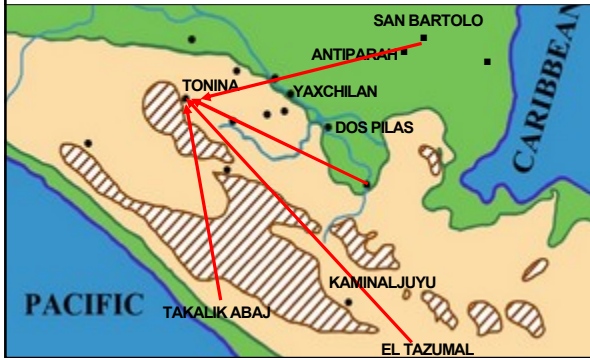 SAN BARTOLO
ANTIPARAH
TONINA
YAXCHILAN
DOS PILAS
CARIBBEAN
KAMINALJUYU
PACIFIC
TAKALIK ABAJ
EL TAZUMAL